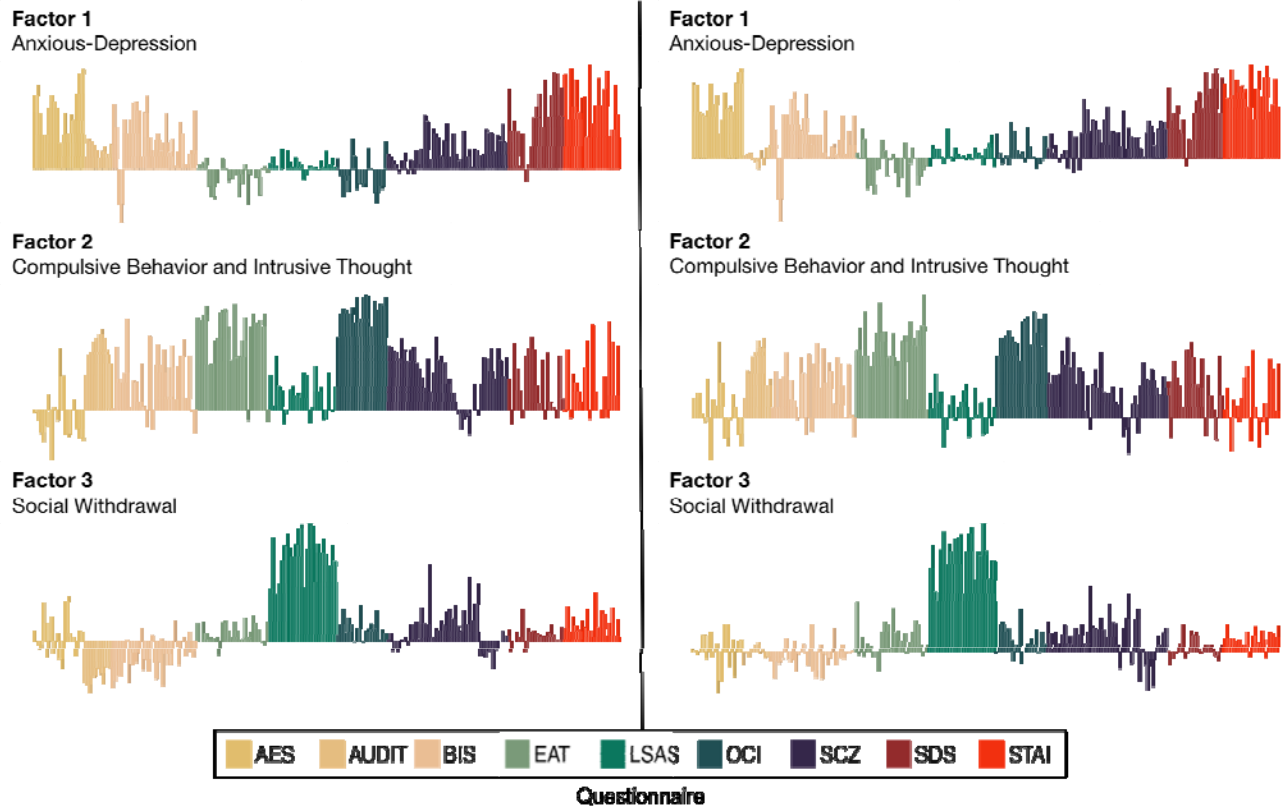 Factor 1
Anxious-Depression
Factor 2
Compulsive Behavior and Intrusive Thought
Factor 3
Social Withdrawal
Factor 1
Anxious-Depression
Factor 2
Compulsive Behavior and Intrusive Thought
Factor 3
Social Withdrawal
AES AUDIT BIS EAT LSAS OCI SCZ SDS STAI
Questionnaire